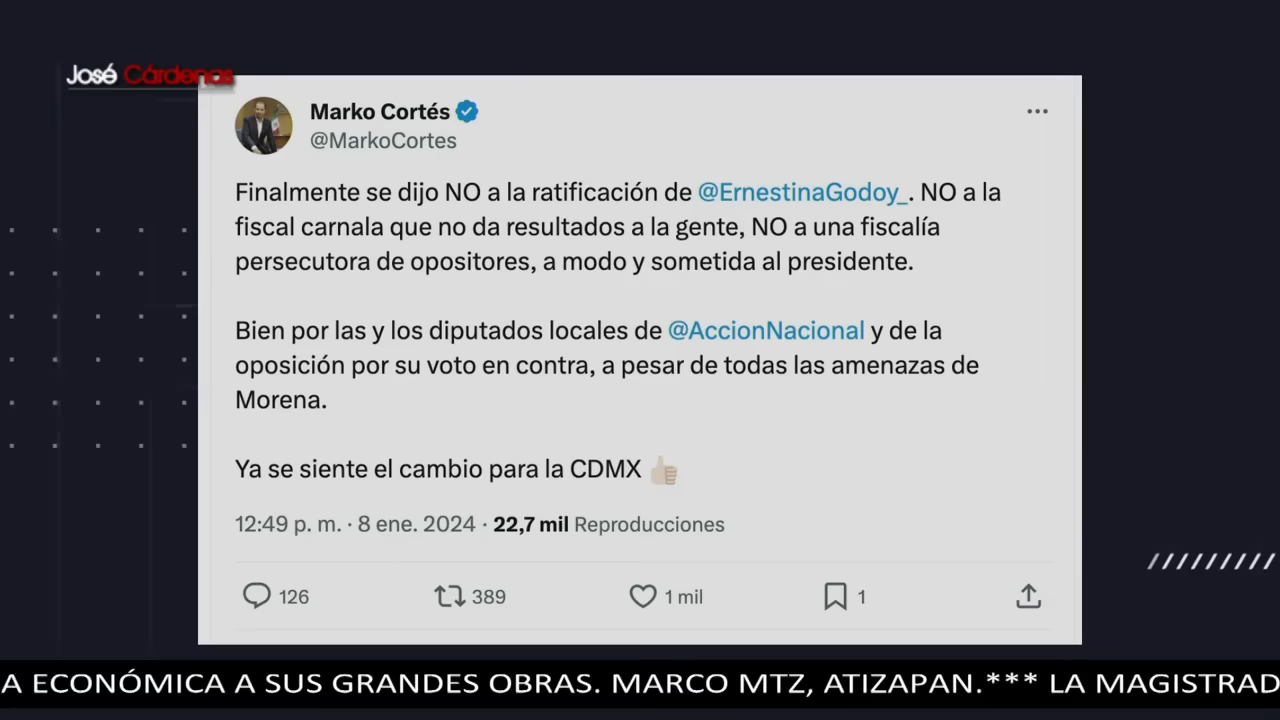 José Cárdenas
Marko Cortés
@MarkoCortes
Finalmente se dijo NO a la ratificación de @ErnestinaGodoy_. NO a la
fiscal carnala que no da resultados a la gente, NO a una fiscalía
persecutora de opositores, a modo y sometida al presidente.
Bien por las y los diputados locales de @AccionNacional y de la
oposición por su voto en contra, a pesar de todas las amenazas de
Morena.
Ya se siente el cambio para la CDMX 👍🏻
12:49 p. m. · 8 ene. 2024 · 22,7 mil Reproducciones
126 389 1 mil 1
A ECONÓMICA A SUS GRANDES OBRAS. MARCO MTZ, ATIZAPAN.*** LA MAGISTRAD